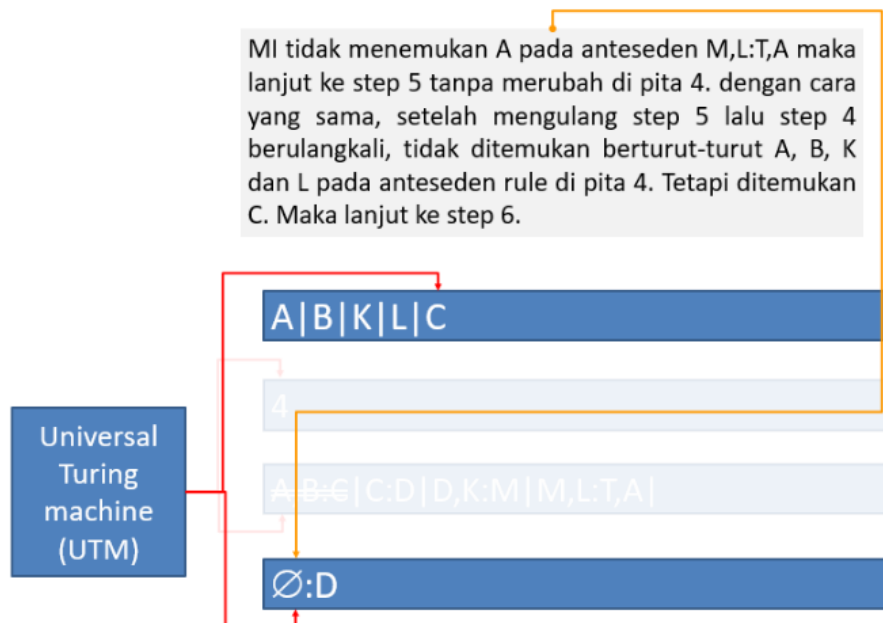 MI tidak menemukan A pada anteseden M,L:T,A maka
lanjut ke step 5 tanpa merubah di pita 4. dengan cara
yang sama, setelah mengulang step 5 lalu step 4
berulangkali, tidak ditemukan berturut-turut A, B, K
dan L pada anteseden rule di pita 4. Tetapi ditemukan
C. Maka lanjut ke step 6.
A|B|K|L|C
4
A,B:C|C:D|D,K:M|M,L:T,A|
Universal
Turing
machine
(UTM)
∅:D